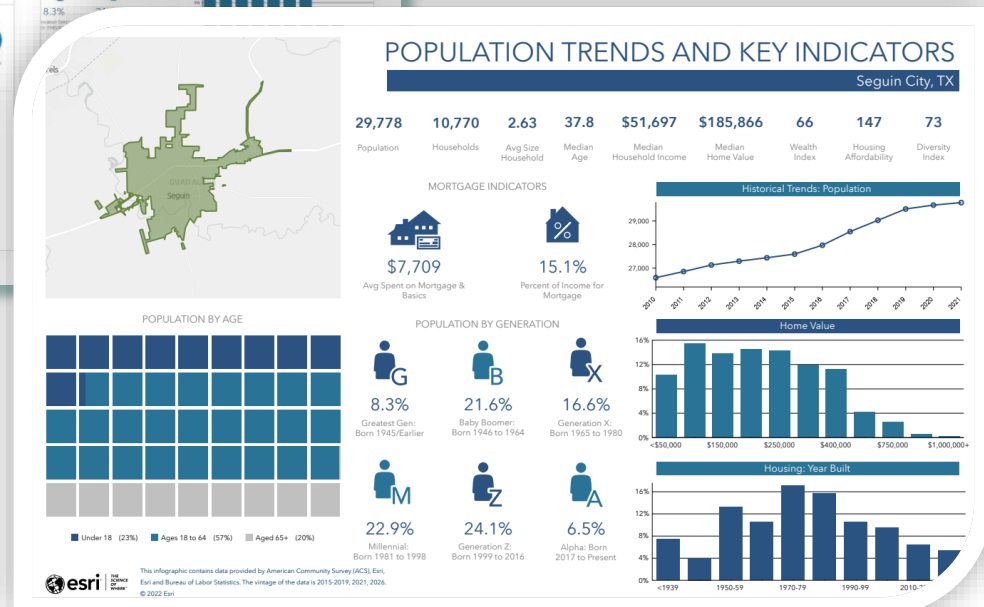 8.3%
POPULATION TRENDS AND KEY INDICATORS
Seguin City, TX
els
Seguin
29,778
10,770
2.63
37.8
$51,697
$185,866
66
147
73
Population
Households
Avg Size
Household
Median
Age
Median
Household Income
Median
Home Value
Wealth
Index
Housing
Affordability
Diversity
Index
MORTGAGE INDICATORS
%
$7,709
Avg Spent on Mortgage &
Basics
15.1%
Percent of Income for
Mortgage
Historical Trends: Population
29,000
28,000
27,000
2010
2011
2012
2013
2014
2015
2016
2017
2018
2019
2020
2021
POPULATION BY AGE
Under 18 (23%)
Ages 18 to 64 (57%)
Aged 65+ (20%)
POPULATION BY GENERATION
G
8.3%
Greatest Gen:
Born 1945/Earlier
B
21.6%
Baby Boomer:
Born 1946 to 1964
X
16.6%
Generation X:
Born 1965 to 1980
M
22.9%
Millennial:
Born 1981 to 1998
Z
24.1%
Generation Z:
Born 1999 to 2016
A
6.5%
Alpha: Born
2017 to Present
Home Value
16%
12%
8%
4%
0%
<$50,000
$150,000
$250,000
$400,000
$750,000
$1,000,000+
Housing: Year Built
16%
12%
8%
4%
0%
<1939
1950-59
1970-79
1990-99
esri
THE
SCIENCE
OF
WHERE
This infographic contains data provided by American Community Survey (ACS), Esri,
Esri and Bureau of Labor Statistics. The vintage of the data is 2015-2019, 2021, 2026.
© 2022 Esri